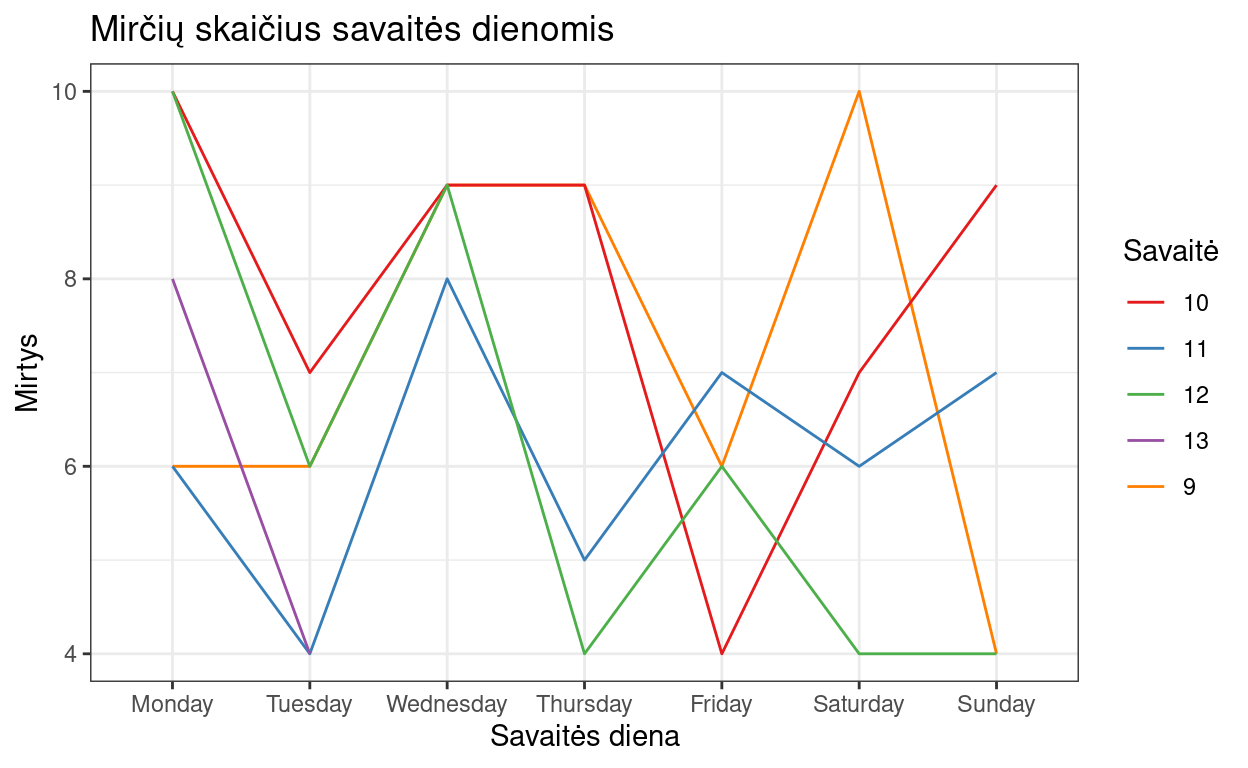 Mirčių skaičius savaitės dienomis
Mirtys
10
8
6
4
Monday Tuesday Wednesday Thursday Friday Saturday Sunday
Savaitės diena
Savaitė
10
11
12
13
9